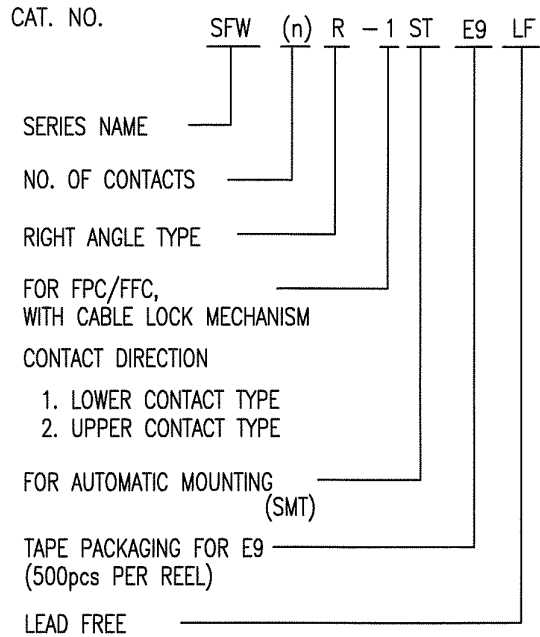 CAT. NO.
SFW (n) R - 1 ST E9 LF
SERIES NAME
NO. OF CONTACTS
RIGHT ANGLE TYPE
FOR FPC/FFC,
WITH CABLE LOCK MECHANISM
CONTACT DIRECTION
1. LOWER CONTACT TYPE
2. UPPER CONTACT TYPE
FOR AUTOMATIC MOUNTING
(SMT)
TAPE PACKAGING FOR E9
(500pcs PER REEL)
LEAD FREE